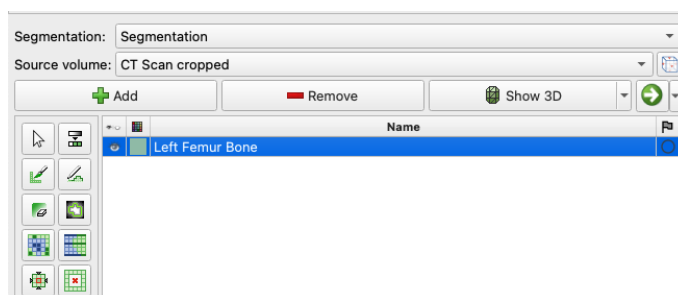 Segmentation: Segmentation
Source volume: CT Scan cropped
Add Remove Show 3D
Name
Left Femur Bone